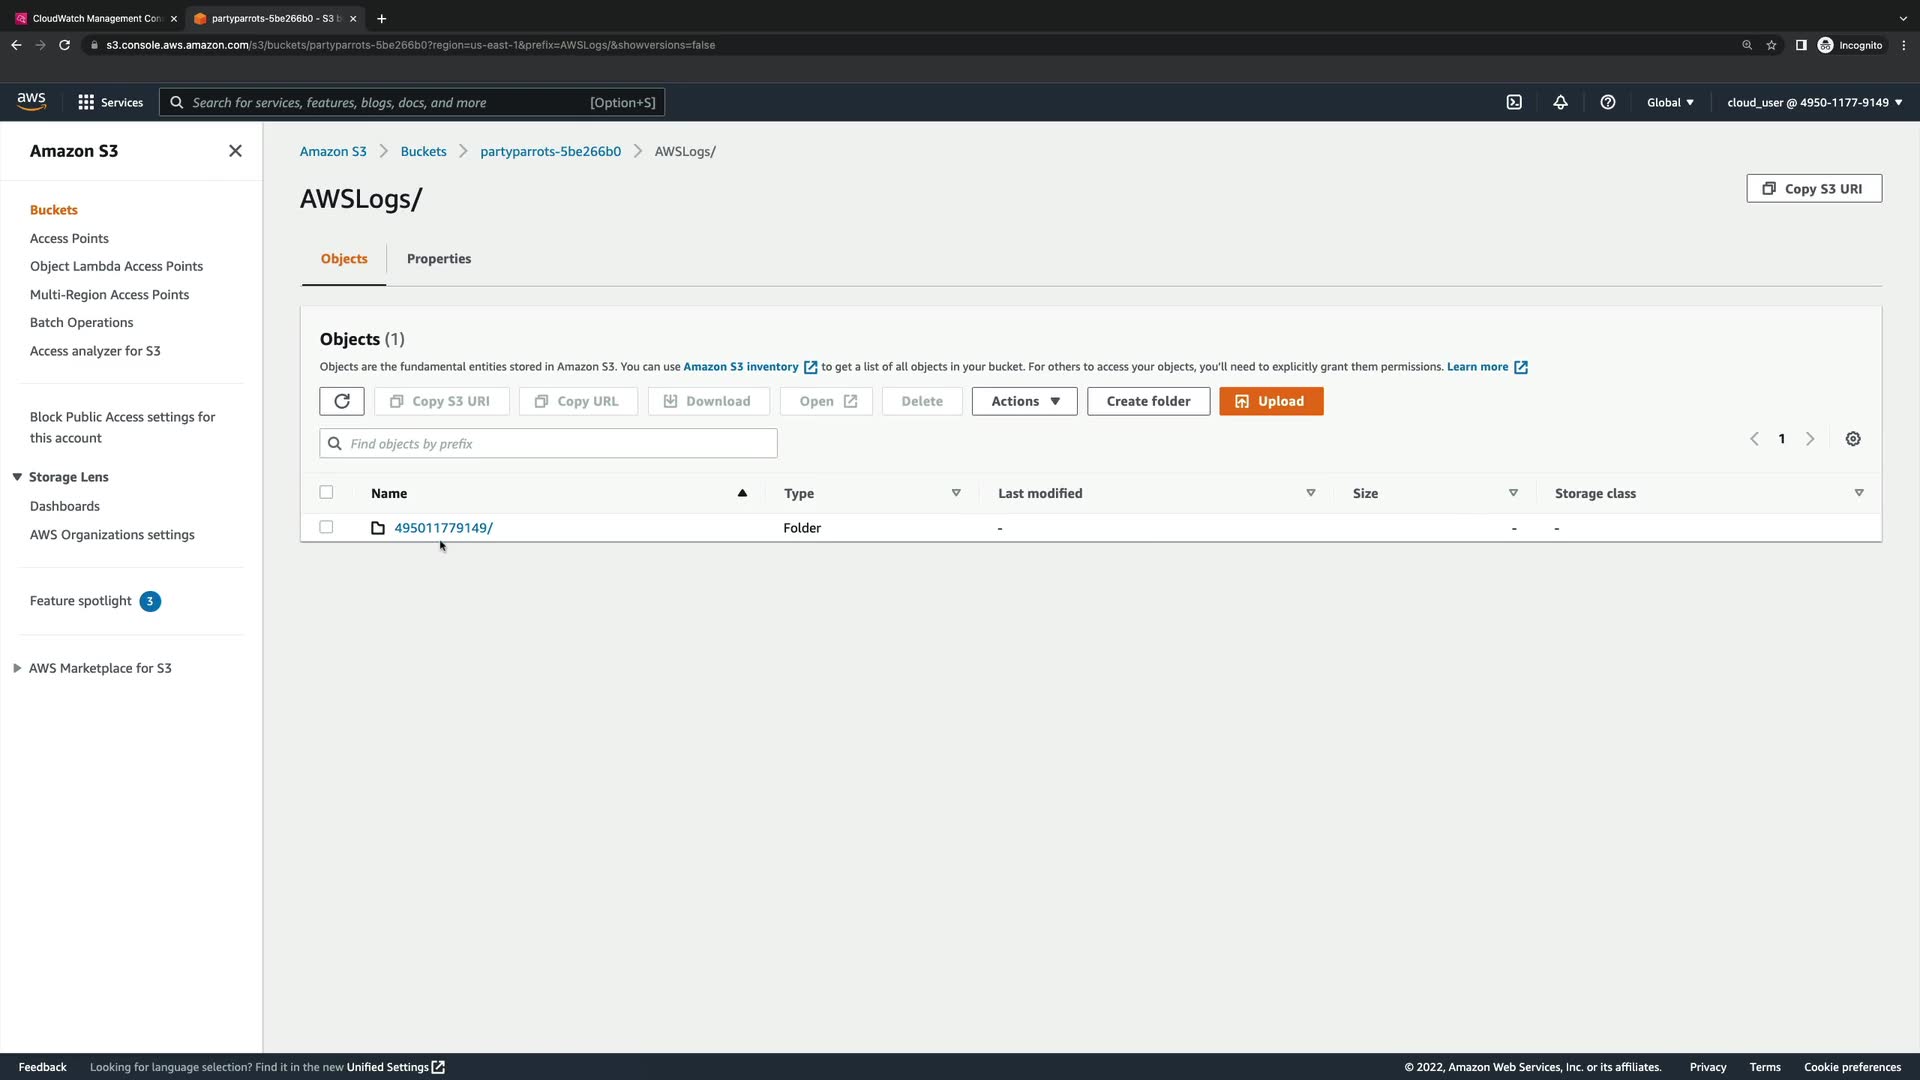 CloudWatch Management Con
partyparrots-5be266b0 - S3 b
s3.console.aws.amazon.com/s3/buckets/partyparrots-5be266b0?region=us-east-1&prefix=AWSLogs/&showversions=false
Incognito
aws
Services
Search for services, features, blogs, docs, and more
[Option+S]
Global
cloud_user @ 4950-1177-9149
Amazon S3
Buckets
Access Points
Object Lambda Access Points
Multi-Region Access Points
Batch Operations
Access analyzer for S3
Block Public Access settings for
this account
Storage Lens
Dashboards
AWS Organizations settings
Feature spotlight 3
AWS Marketplace for S3
Amazon S3 Buckets partyparrots-5be266b0 AWSLogs/
AWSLogs/
Copy S3 URI
Objects
Properties
Objects (1)
Objects are the fundamental entities stored in Amazon S3. You can use Amazon S3 inventory to get a list of all objects in your bucket. For others to access your objects, you'll need to explicitly grant them permissions. Learn more
Copy S3 URI
Copy URL
Download
Open
Delete
Actions
Create folder
Upload
Find objects by prefix
1
Name Type Last modified Size Storage class
495011779149/ Folder - - -
Feedback
Looking for language selection? Find it in the new Unified Settings
© 2022, Amazon Web Services, Inc. or its affiliates.
Privacy
Terms
Cookie preferences